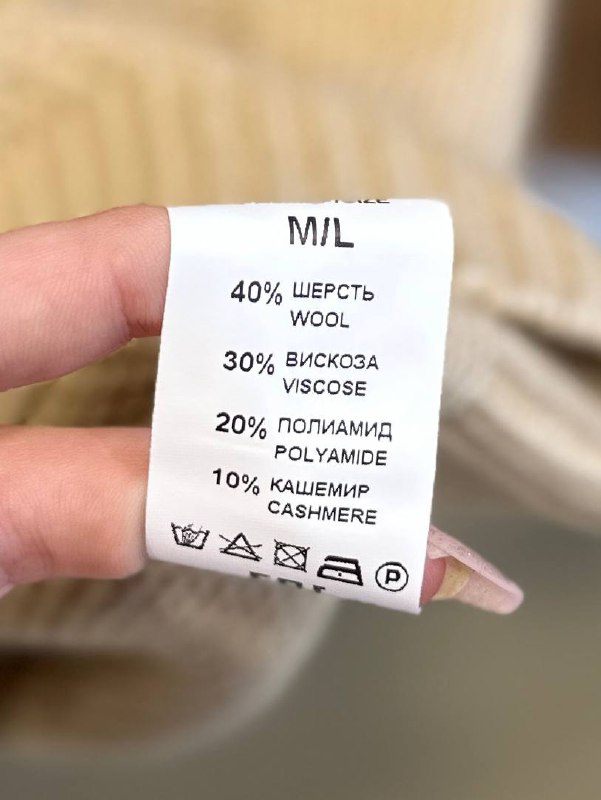 M/L
40% ШЕРСТЬ
WOOL
30% ВИСКОЗА
VISCOSE
20% ПОЛИАМИД
POLYAMIDE
10% КАШЕМИР
CASHMERE
P